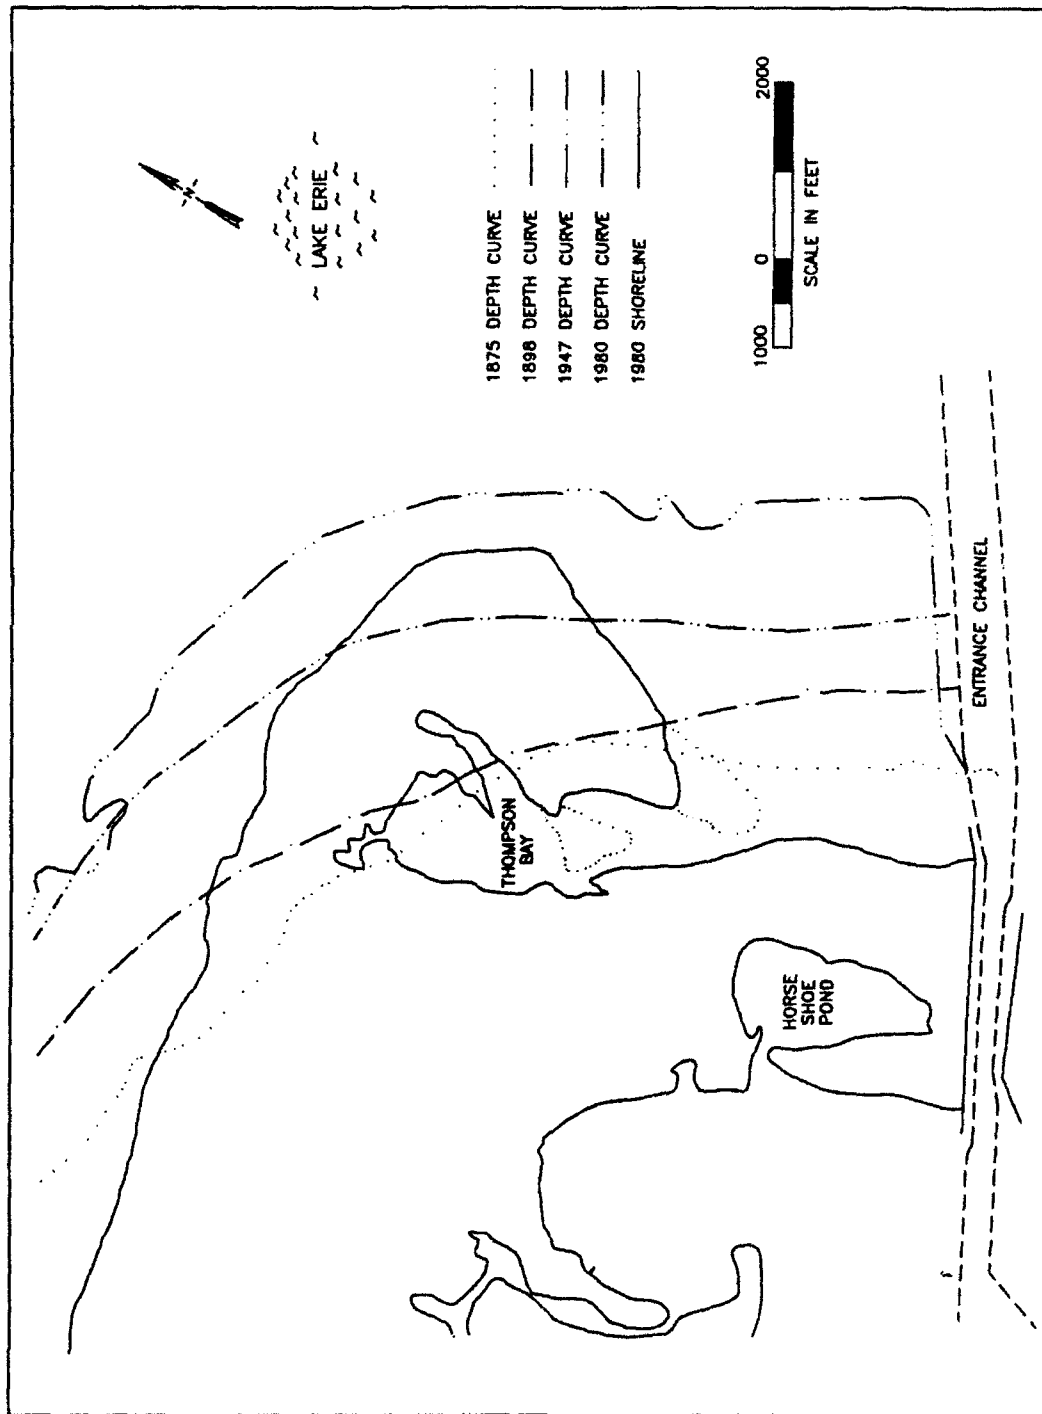 N
LAKE ERIE
1875 DEPTH CURVE
1898 DEPTH CURVE
1947 DEPTH CURVE
1980 DEPTH CURVE
1980 SHORELINE
1000 0 2000
SCALE IN FEET
THOMPSON
BAY
HORSE
SHOE
POND
ENTRANCE CHANNEL